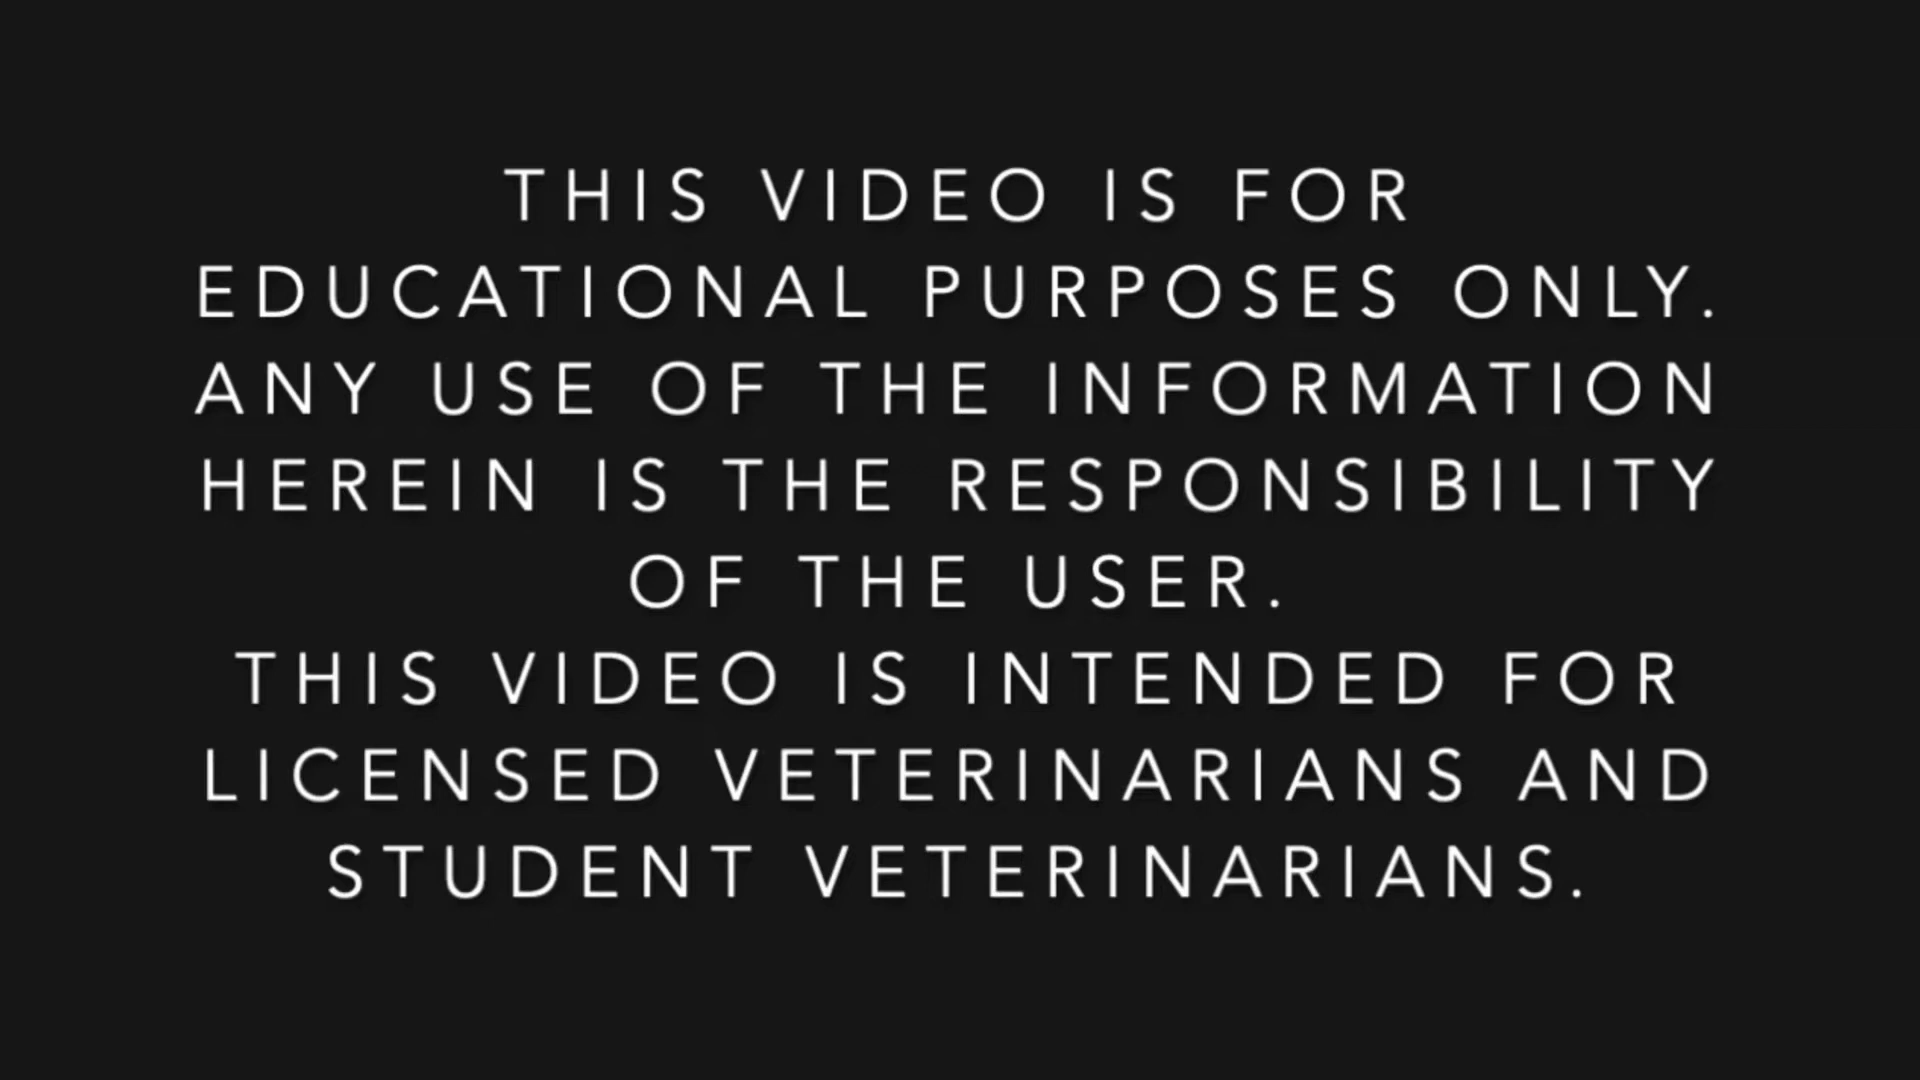 THIS VIDEO IS FOR
EDUCATIONAL PURPOSES ONLY.
ANY USE OF THE INFORMATION
HEREIN IS THE RESPONSIBILITY
OF THE USER.
THIS VIDEO IS INTENDED FOR
LICENSED VETERINARIANS AND
STUDENT VETERINARIANS.